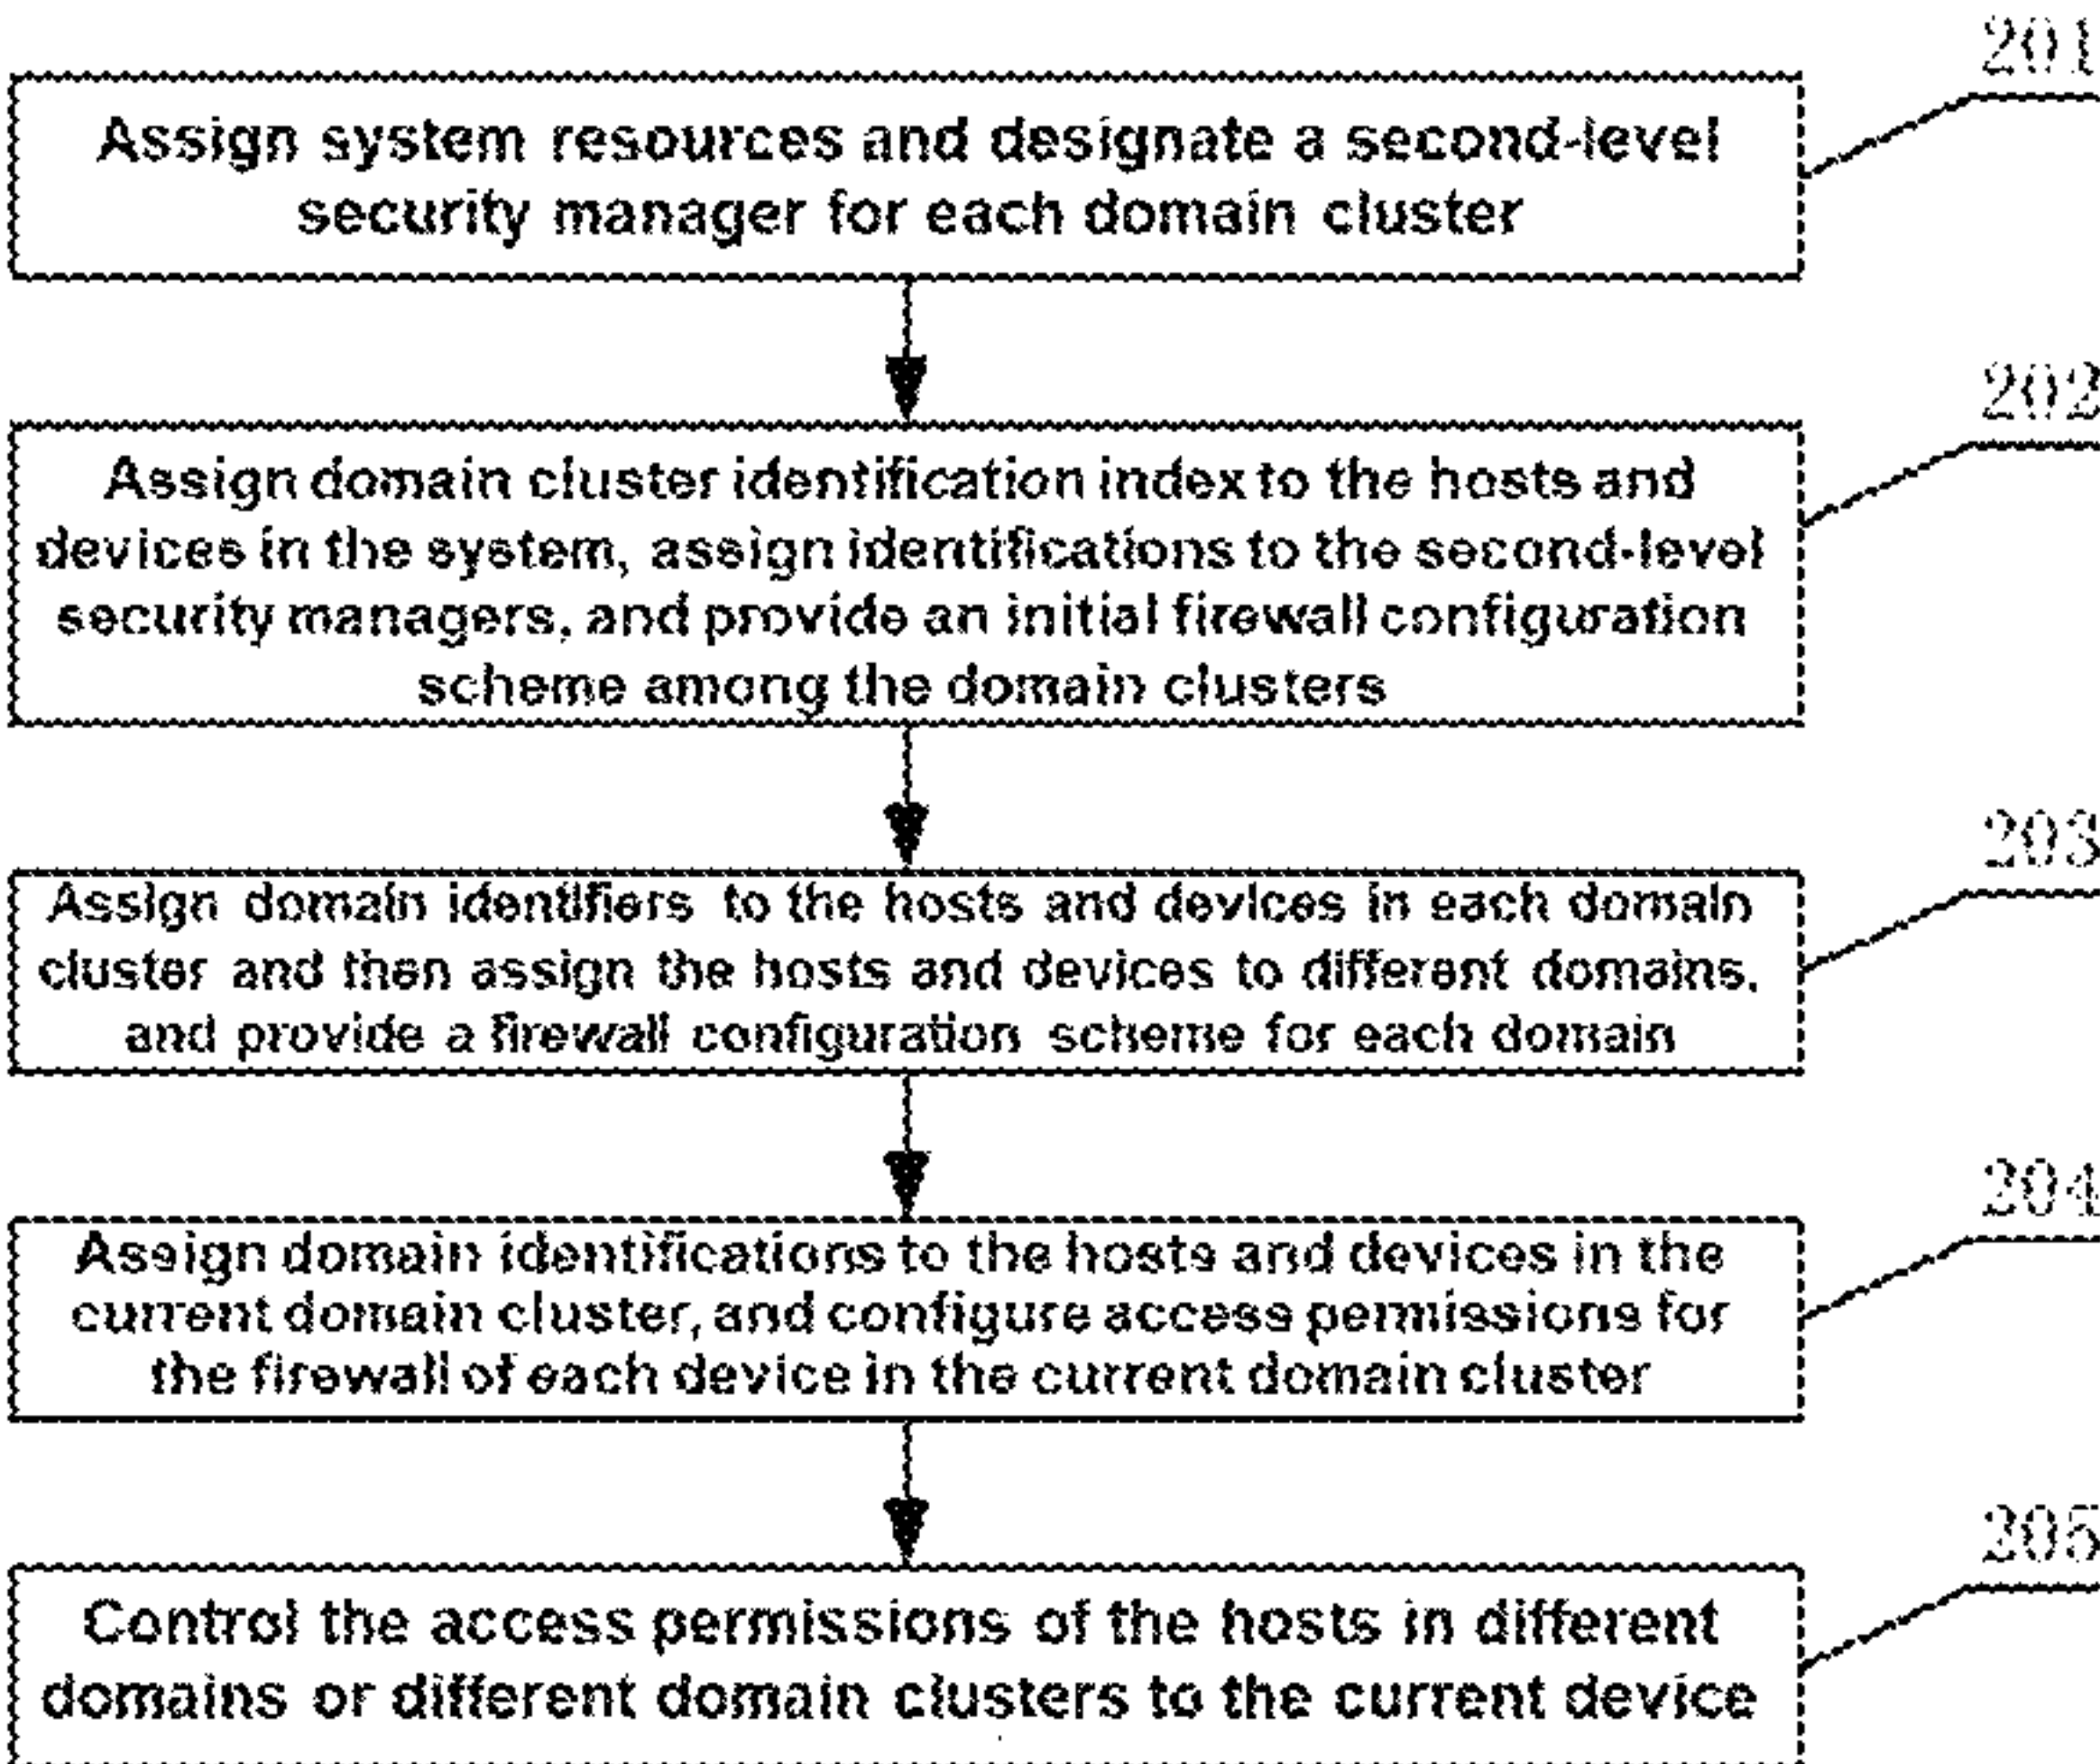 201
Assign system resources and designate a second-level
security manager for each domain cluster
202
Assign domain cluster identification index to the hosts and
devices in the system, assign identifications to the second-level
security managers, and provide an initial firewall configuration
scheme among the domain clusters
203
Assign domain identifiers to the hosts and devices in each domain
cluster and then assign the hosts and devices to different domains,
and provide a firewall configuration scheme for each domain
204
Assign domain identifications to the hosts and devices in the
current domain cluster, and configure access permissions for
the firewall of each device in the current domain cluster
205
Control the access permissions of the hosts in different
domains or different domain clusters to the current device